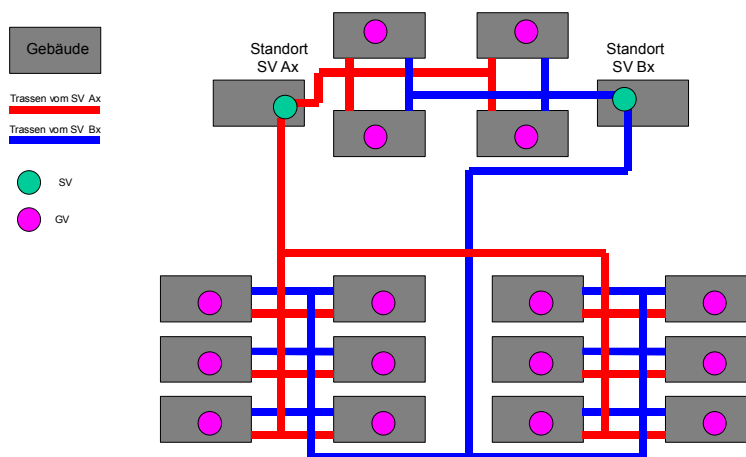 Gebäude
Trassen vom SV Ax
Trassen vom SV Bx
SV
GV
Standort
SV Ax
Standort
SV Bx